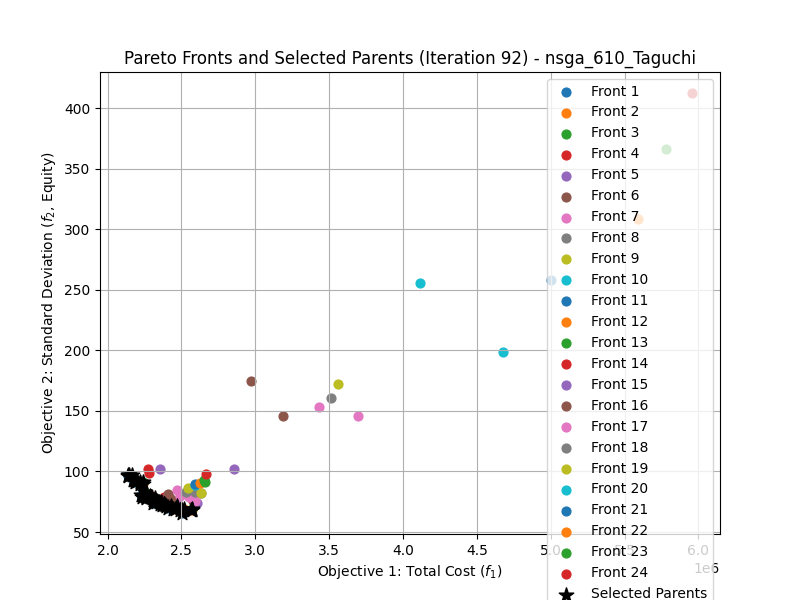 Pareto Fronts and Selected Parents (Iteration 92) - nsga_610_Taguchi
Objective 2: Standard Deviation (f₂, Equity)
400
350
300
250
200
150
100
50
2.0
2.5
3.0
3.5
4.0
4.5
5.0
5.5
6.0
1e6
Objective 1: Total Cost (f₁)
Front 1
Front 2
Front 3
Front 4
Front 5
Front 6
Front 7
Front 8
Front 9
Front 10
Front 11
Front 12
Front 13
Front 14
Front 15
Front 16
Front 17
Front 18
Front 19
Front 20
Front 21
Front 22
Front 23
Front 24
Selected Parents